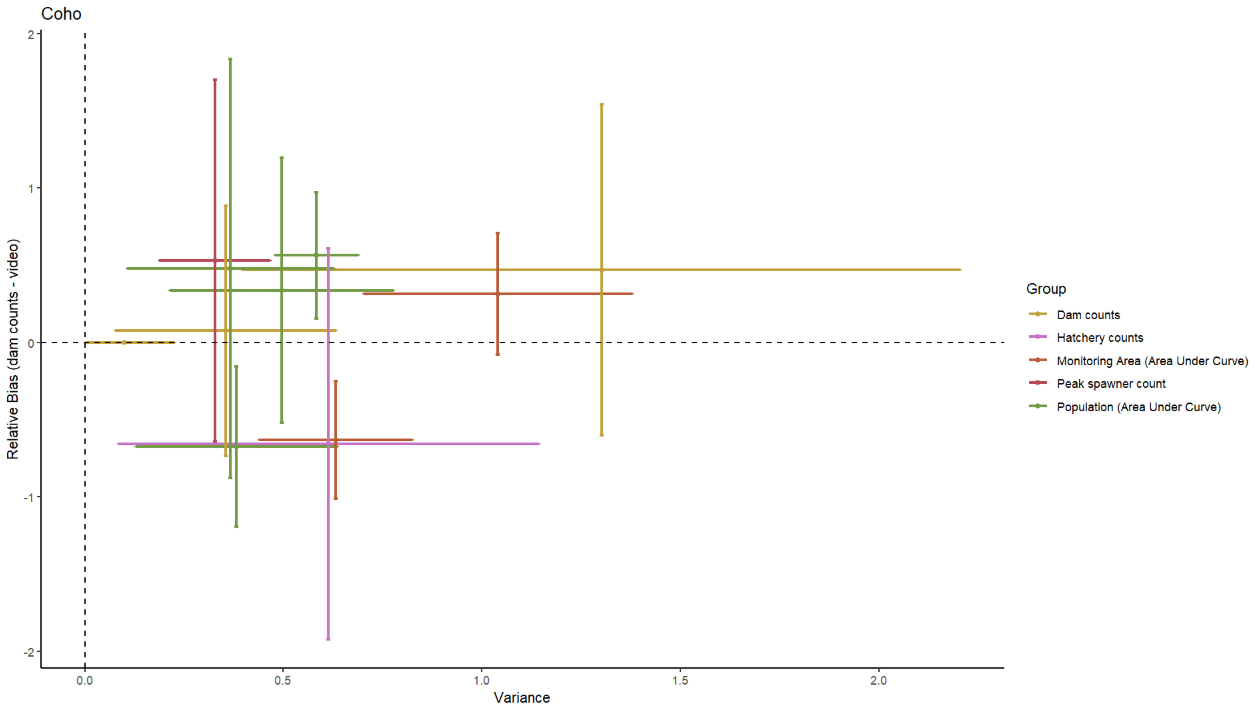 Coho
2
1
0
-1
-2
Relative Bias (dam counts - video)
0.0
0.5
1.0
1.5
2.0
Variance
Group
Dam counts
Hatchery counts
Monitoring Area (Area Under Curve)
Peak spawner count
Population (Area Under Curve)